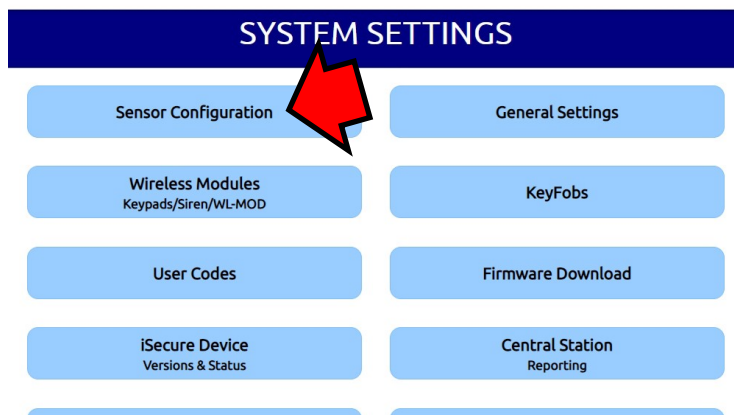 SYSTEM SETTINGS
Sensor Configuration
General Settings
Wireless Modules
Keypads/Siren/WL-MOD
KeyFobs
User Codes
Firmware Download
iSecure Device
Versions & Status
Central Station
Reporting